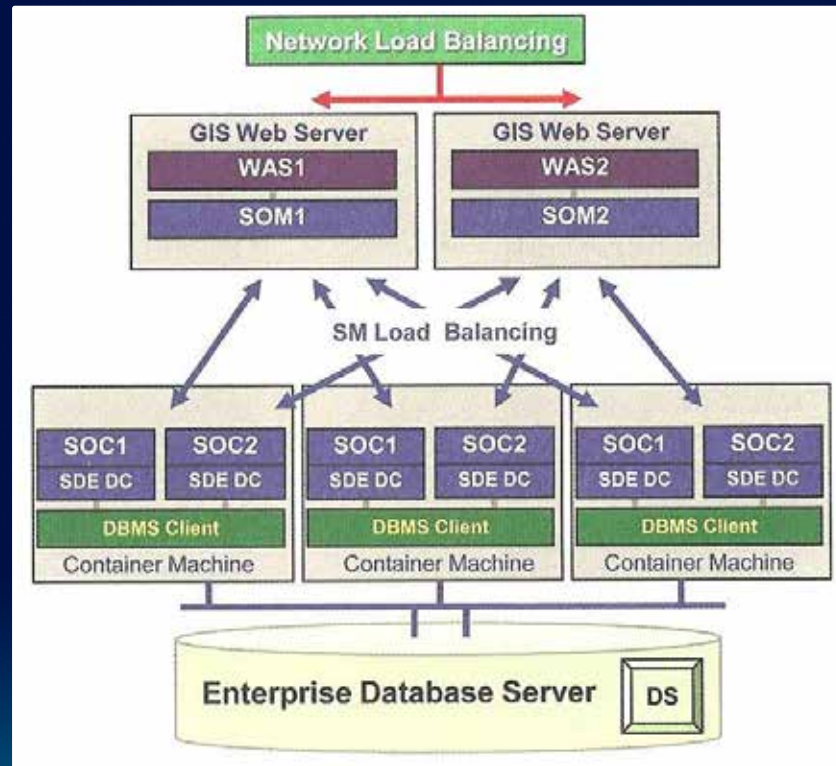 Network Load Balancing
GIS Web Server
WAS1
SOM1
GIS Web Server
WAS2
SOM2
SM Load Balancing
SOC1
SDE DC
SOC2
SDE DC
DBMS Client
Container Machine
SOC1
SDE DC
SOC2
SDE DC
DBMS Client
Container Machine
SOC1
SDE DC
SOC2
SDE DC
DBMS Client
Container Machine
Enterprise Database Server
DS